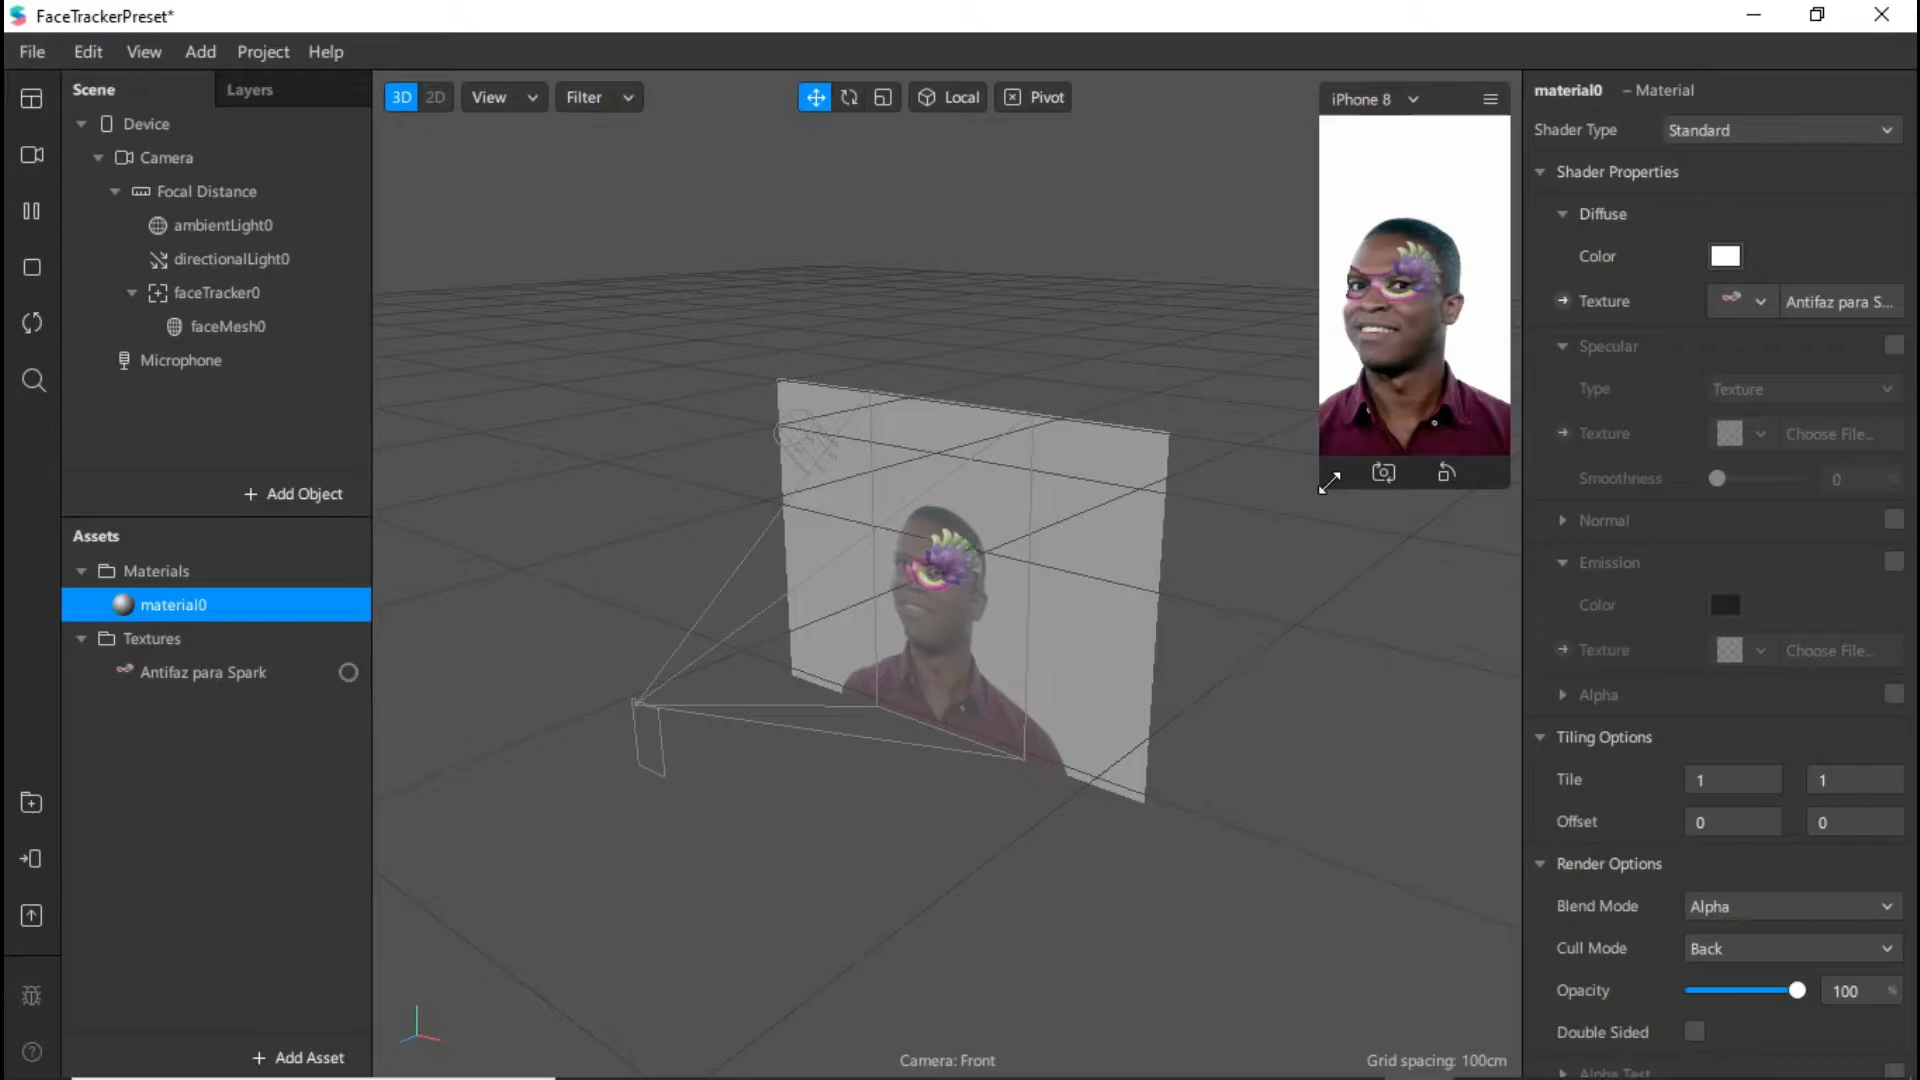 FaceTrackerPreset*
File Edit View Add Project Help
Scene Layers
Device
Camera
Focal Distance
ambientLight0
directionalLight0
faceTracker0
faceMesh0
Microphone
+ Add Object
Assets
Materials
material0
Textures
Antifaz para Spark
+ Add Asset
3D 2D View Filter Local Pivot
iPhone 8
Camera: Front
Grid spacing: 100cm
material0 – Material
Shader Type Standard
Shader Properties
Diffuse
Color
Texture Antifaz para S...
Specular
Type Texture
Texture Choose File...
Smoothness 0 %
Normal
Emission
Color
Texture Choose File...
Alpha
Tiling Options
Tile 1 1
Offset 0 0
Render Options
Blend Mode Alpha
Cull Mode Back
Opacity 100 %
Double Sided
Alpha Test